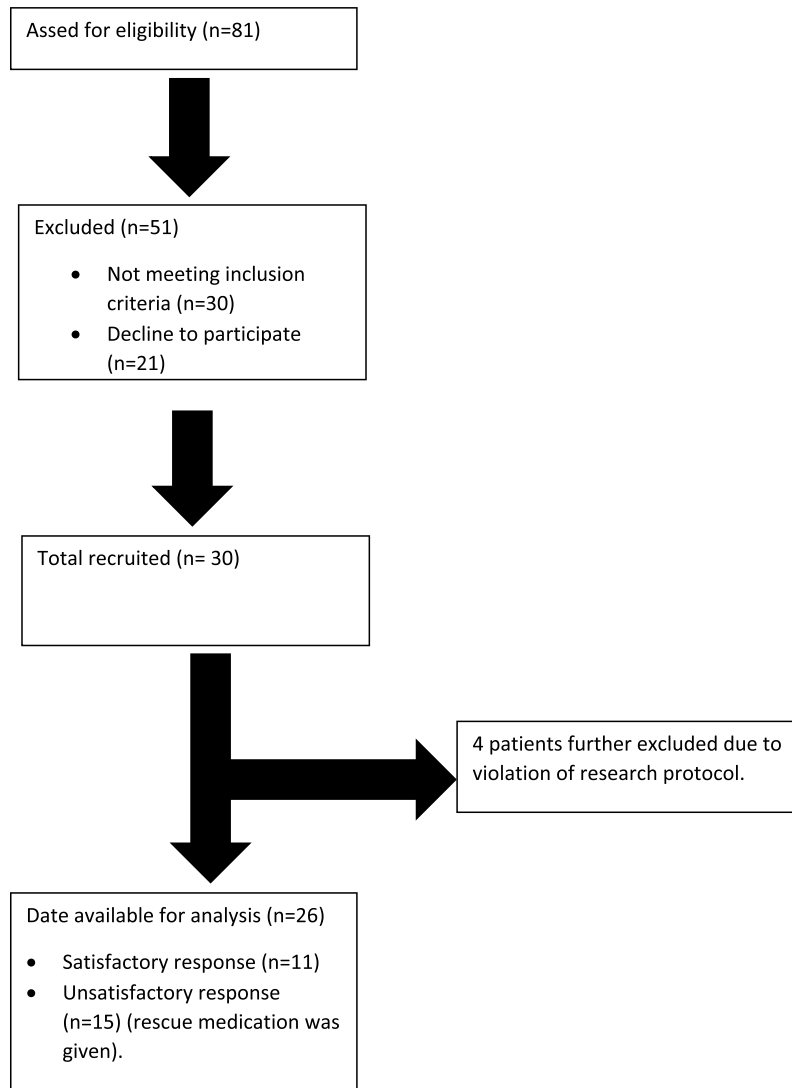 Assed for eligibility (n=81)
Excluded (n=51)
• Not meeting inclusion
criteria (n=30)
• Decline to participate
(n=21)
Total recruited (n= 30)
4 patients further excluded due to
violation of research protocol.
Date available for analysis (n=26)
• Satisfactory response (n=11)
• Unsatisfactory response
(n=15) (rescue medication was
given).